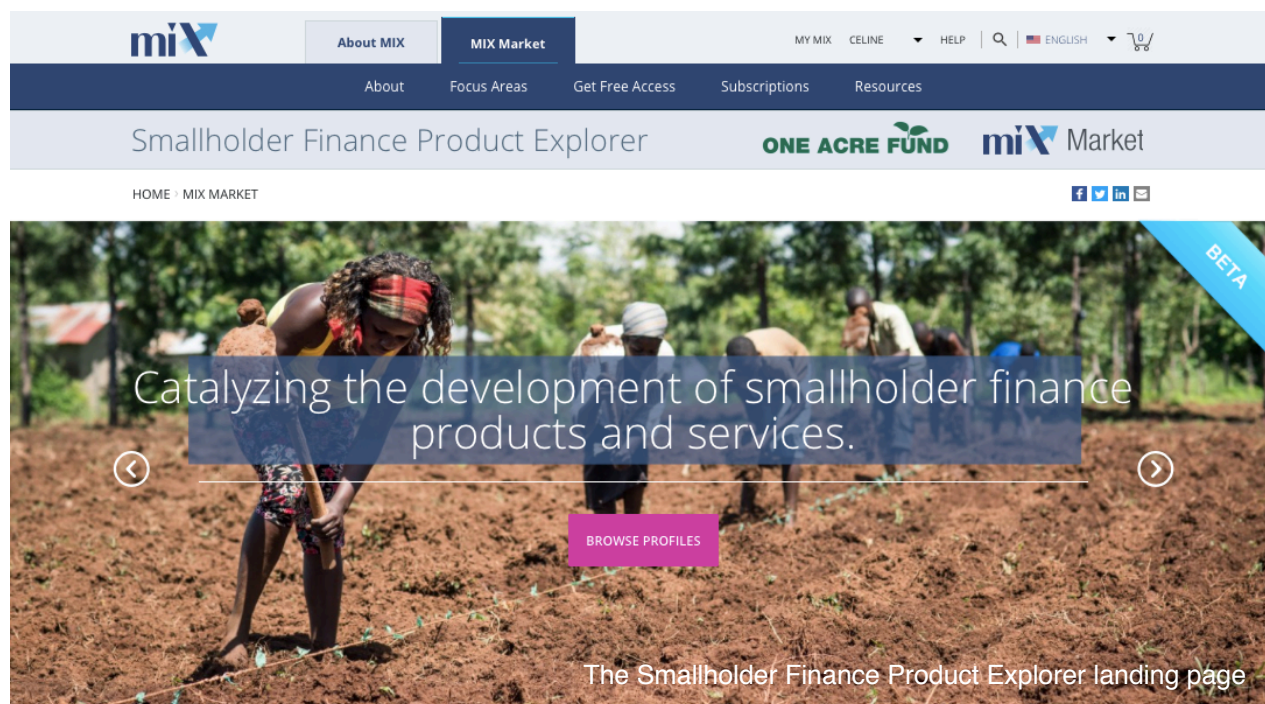 miX
About MIX
MIX Market
MY MIX CELINE HELP ENGLISH 0
About Focus Areas Get Free Access Subscriptions Resources
Smallholder Finance Product Explorer
ONE ACRE FUND
miX Market
HOME › MIX MARKET
f in
BETA
Catalyzing the development of smallholder finance
products and services.
BROWSE PROFILES
The Smallholder Finance Product Explorer landing page